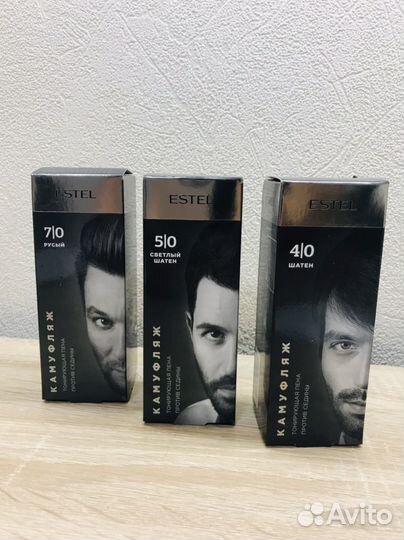 ESTEL
7|0
РУСЫЙ
КАМУФЛЯЖ
ТОНИРУЮЩАЯ ПЕНА
ПРОТИВ СЕДИНЫ
ESTEL
5|0
СВЕТЛЫЙ
ШАТЕН
КАМУФЛЯЖ
ТОНИРУЮЩАЯ ПЕНА
ПРОТИВ СЕДИНЫ
ESTEL
4|0
ШАТЕН
КАМУФЛЯЖ
ТОНИРУЮЩАЯ ПЕНА
ПРОТИВ СЕДИНЫ
Avito